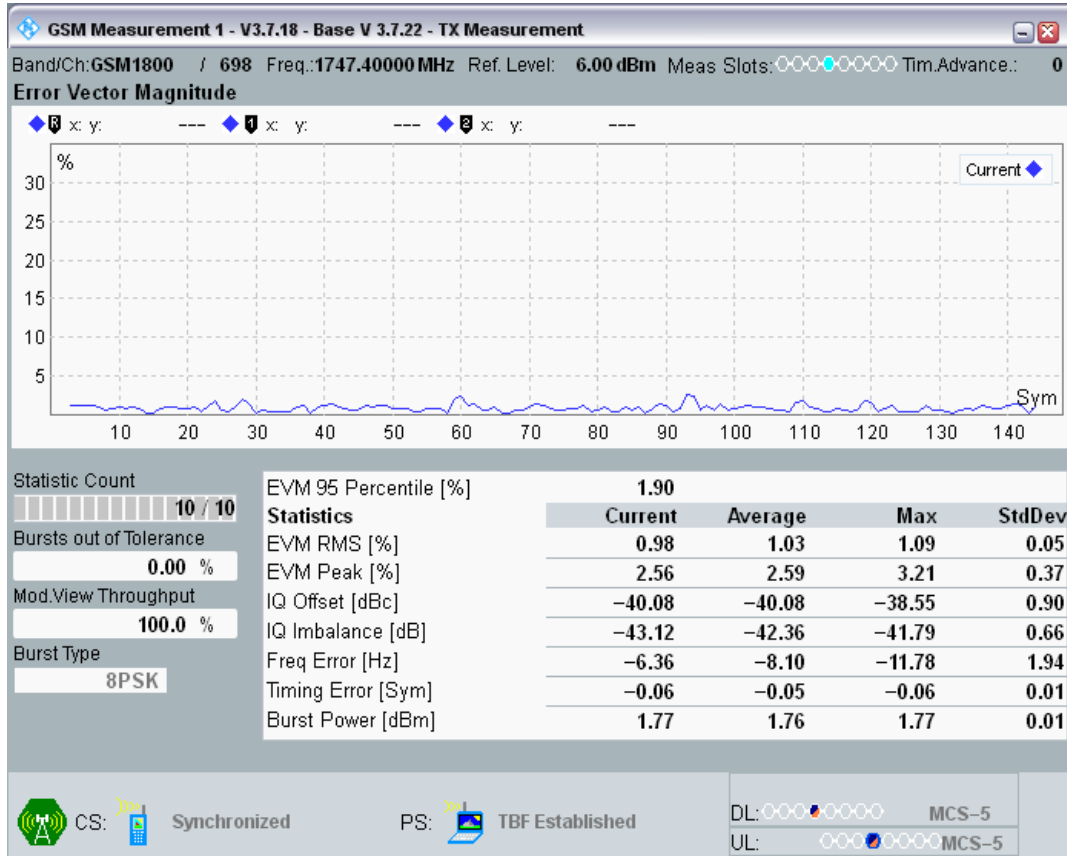 GSM Measurement 1 - V3.7.18 - Base V 3.7.22 - TX Measurement
Band/Ch:GSM1800 / 698 Freq.:1747.40000 MHz Ref. Level: 6.00 dBm Meas Slots: Tim.Advance.: 0
Error Vector Magnitude
R x: y: --- 1 x: y: --- 2 x: y: ---
%
Current
30
25
20
15
10
5
Sym
10 20 30 40 50 60 70 80 90 100 110 120 130 140
Statistic Count
10 / 10
Bursts out of Tolerance
0.00 %
Mod.View Throughput
100.0 %
Burst Type
8PSK
EVM 95 Percentile [%] 1.90
Statistics Current Average Max StdDev
EVM RMS [%] 0.98 1.03 1.09 0.05
EVM Peak [%] 2.56 2.59 3.21 0.37
IQ Offset [dBc] −40.08 −40.08 −38.55 0.90
IQ Imbalance [dB] −43.12 −42.36 −41.79 0.66
Freq Error [Hz] −6.36 −8.10 −11.78 1.94
Timing Error [Sym] −0.06 −0.05 −0.06 0.01
Burst Power [dBm] 1.77 1.76 1.77 0.01
CS: Synchronized PS: TBF Established
DL: MCS−5
UL: MCS−5